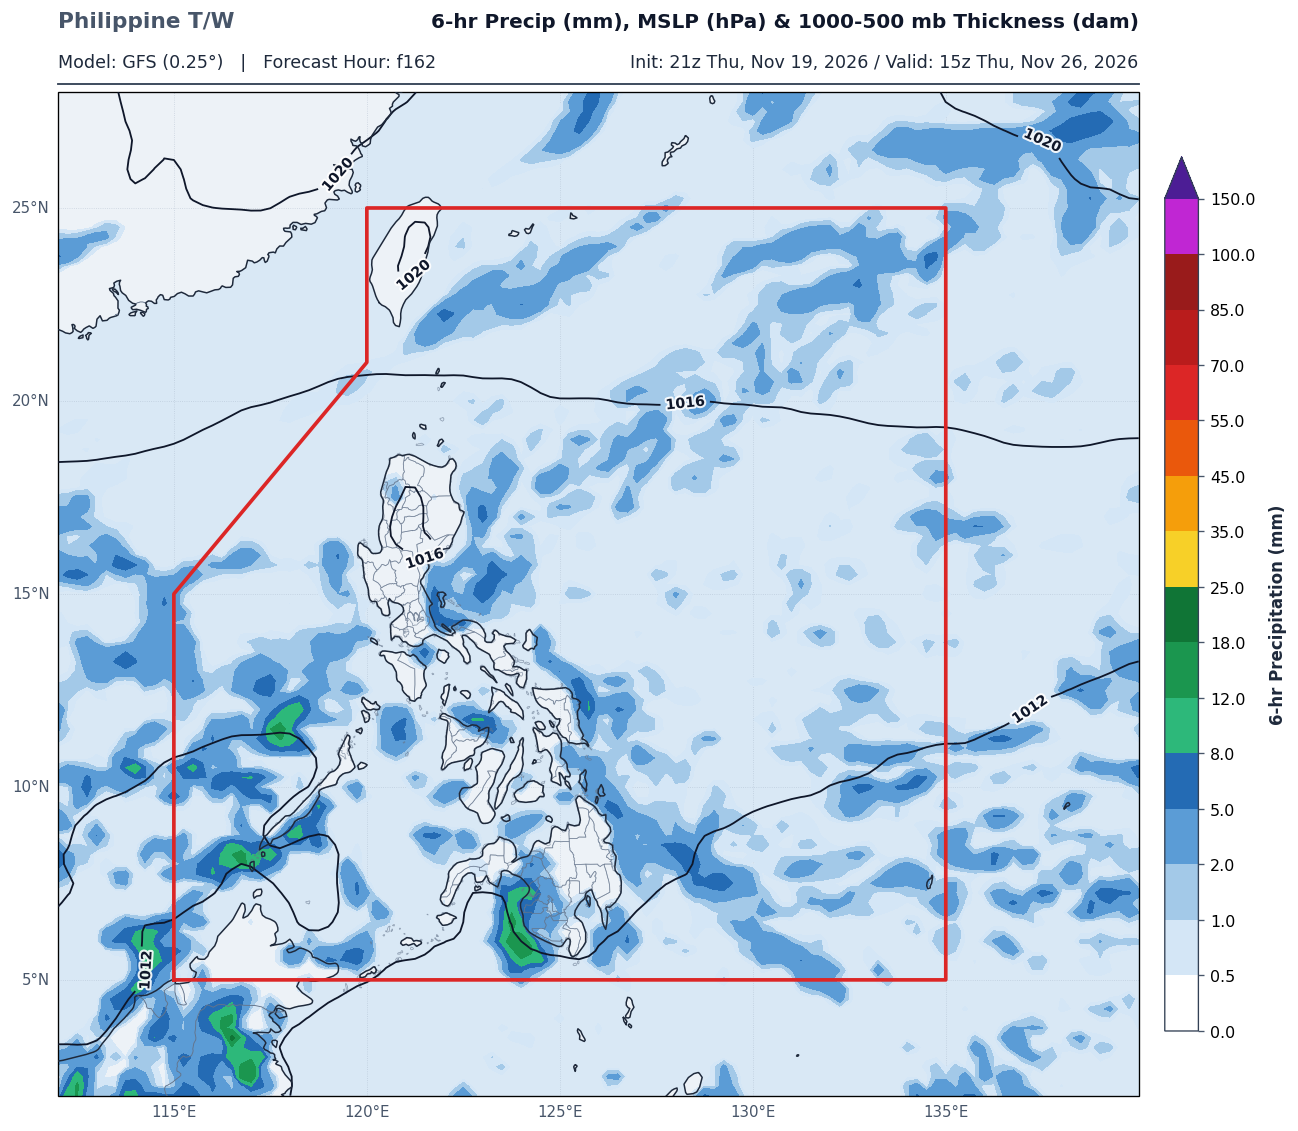 Philippine T/W
6-hr Precip (mm), MSLP (hPa) & 1000-500 mb Thickness (dam)
Model: GFS (0.25°) | Forecast Hour: f162
Init: 21z Thu, Nov 19, 2026 / Valid: 15z Thu, Nov 26, 2026
1020
1020
1020
1016
1016
1012
1012
25°N
20°N
15°N
10°N
5°N
115°E
120°E
125°E
130°E
135°E
150.0
100.0
85.0
70.0
55.0
45.0
35.0
25.0
18.0
12.0
8.0
5.0
2.0
1.0
0.5
0.0
6-hr Precipitation (mm)